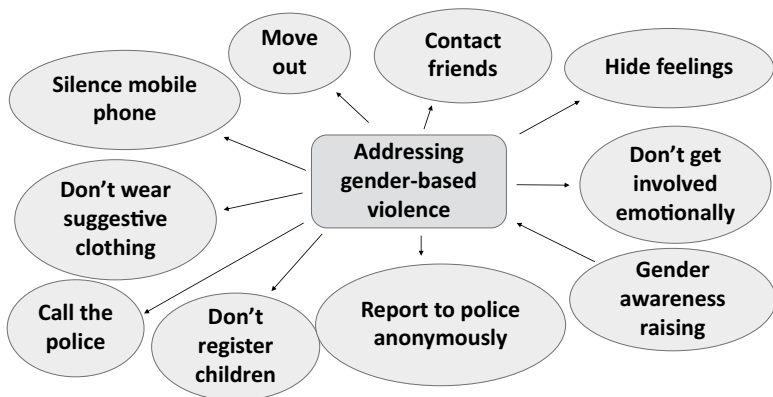 Move
out
Contact
friends
Hide feelings
Silence mobile
phone
Addressing
gender-based
violence
Don't get
involved
emotionally
Don't wear
suggestive
clothing
Gender
awareness
raising
Call the
police
Don't
register
children
Report to police
anonymously